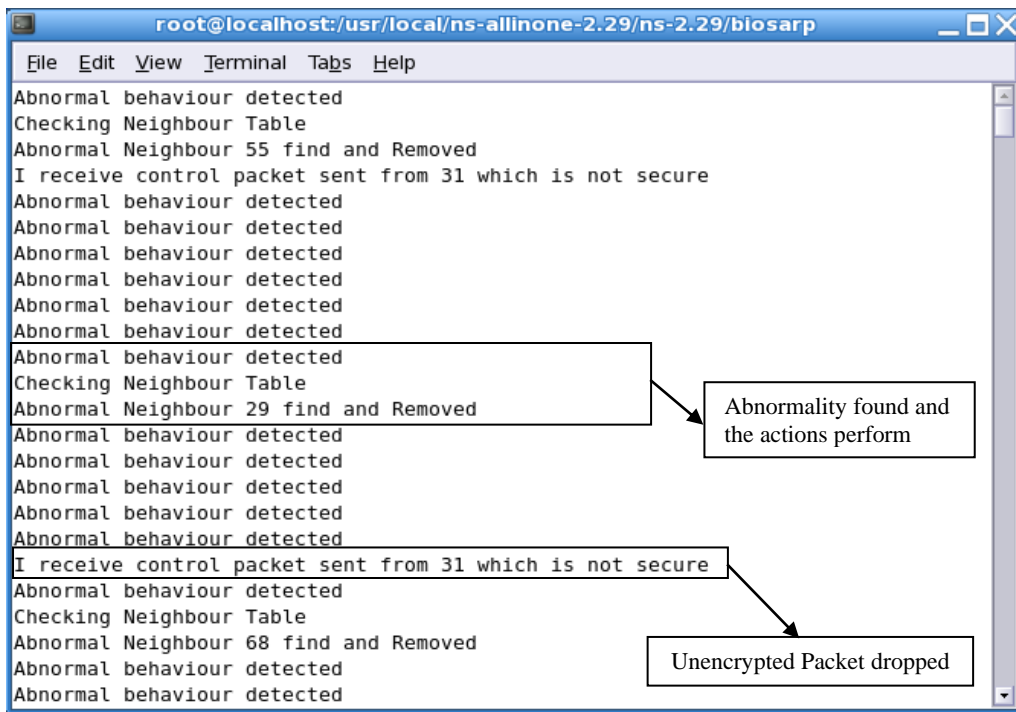 root@localhost:/usr/local/ns-allinone-2.29/ns-2.29/biosarp
File Edit View Terminal Tabs Help
Abnormal behaviour detected
Checking Neighbour Table
Abnormal Neighbour 55 find and Removed
I receive control packet sent from 31 which is not secure
Abnormal behaviour detected
Abnormal behaviour detected
Abnormal behaviour detected
Abnormal behaviour detected
Abnormal behaviour detected
Abnormal behaviour detected
Abnormal behaviour detected
Checking Neighbour Table
Abnormal Neighbour 29 find and Removed
Abnormality found and
the actions perform
Abnormal behaviour detected
Abnormal behaviour detected
Abnormal behaviour detected
Abnormal behaviour detected
Abnormal behaviour detected
I receive control packet sent from 31 which is not secure
Abnormal behaviour detected
Checking Neighbour Table
Abnormal Neighbour 68 find and Removed
Unencrypted Packet dropped
Abnormal behaviour detected
Abnormal behaviour detected